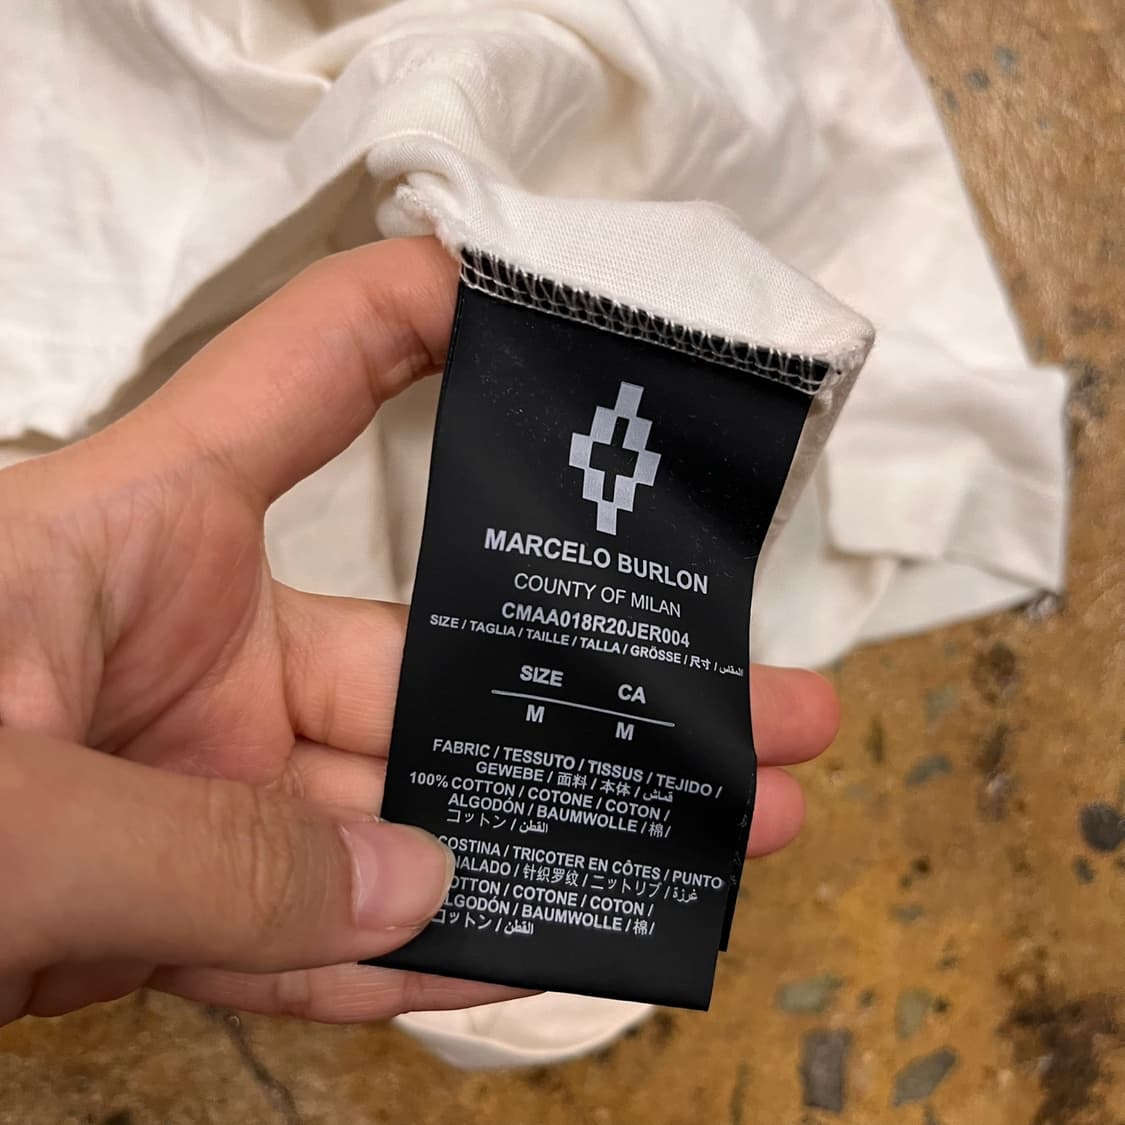 MARCELO BURLON
COUNTY OF MILAN
CMAA018R20JER004
SIZE / TAGLIA / TAILLE / TALLA / GRÖSSE / 尺寸 / المقاس
SIZE CA
M M
FABRIC / TESSUTO / TISSUS / TEJIDO /
GEWEBE / 面料 / 本体 / قماش
100% COTTON / COTONE / COTON /
ALGODÓN / BAUMWOLLE / 棉/
コットン / القطن
COSTINA / TRICOTER EN CÔTES / PUNTO
针织罗纹 / ニットリブ / غرزة
COTTON / COTONE / COTON /
ALGODÓN / BAUMWOLLE / 棉/
コットン / القطن